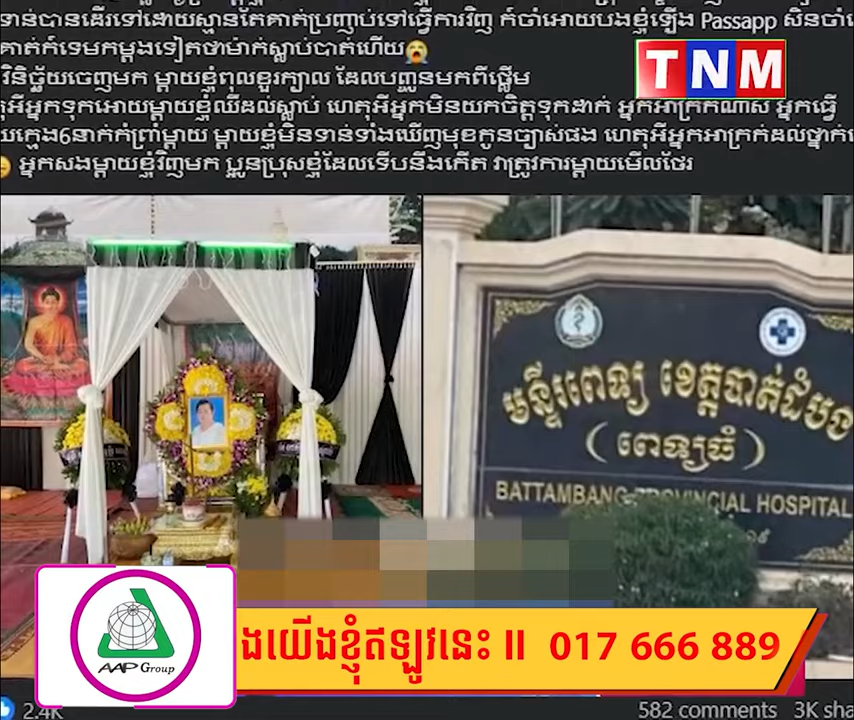 ទាន់បានដើរទៅដោយស្មានតែគាត់ប្រញាប់ទៅធ្វើការវិញ ក៍ចាំអោយបងខ្ញុំឡើង Passapp សិនចាំ
គាត់ក៍ទេមកម្ដងទៀតថាម៉ាក់ស្លាប់បាត់ហើយ😭
TNM
វិនិច្ឆ័យចេញមក ម្ដាយខ្ញុំពុលខួរក្បាល ដែលបញ្ជូនមកពីផ្ដើម
អ្វីអ្នកទុកអោយម្ដាយខ្ញុំឈឺដល់ស្លាប់ ហេតុអីអ្នកមិនយកចិត្តទុកដាក់ អ្នកអាក្រក់ណាស់ អ្នកធ្វើ
យក្មេង6នាក់កំព្រាម្ដាយ ម្ដាយខ្ញុំមិនទាន់ទាំងឃើញមុខកូនច្បាស់ផង ហេតុអីអ្នកអាក្រក់ដល់ថ្នាក់
អ្នកសងម្ដាយខ្ញុំវិញមក ប្អូនប្រុសខ្ញុំដែលទើបនឹងកើត វាត្រូវការម្ដាយមើលថែរ
មន្ទីរពេទ្យ ខេត្តបាត់ដំបង
(ពេទ្យធំ)
BATTAMBANG PROVINCIAL HOSPITAL
AAP Group
ងយើងខ្ញុំឥឡូវនេះ II 017 666 889
2.4K
582 comments 3K sha